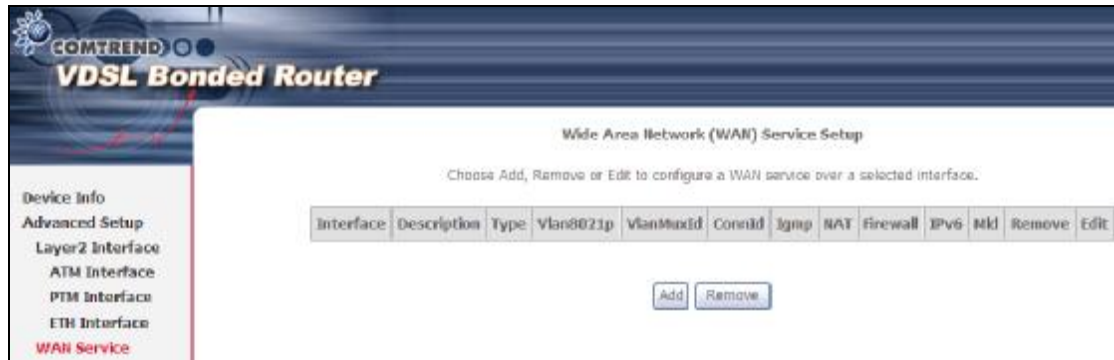 COMTREND
VDSL Bonded Router
Wide Area Network (WAN) Service Setup
Choose Add, Remove or Edit to configure a WAN service over a selected interface.
Interface Description Type Vlan8021p VlanMuxId ConnId Igmp NAT Firewall IPv6 Mld Remove Edit
Add Remove
Device Info
Advanced Setup
Layer2 Interface
ATM Interface
PTM Interface
ETH Interface
WAN Service